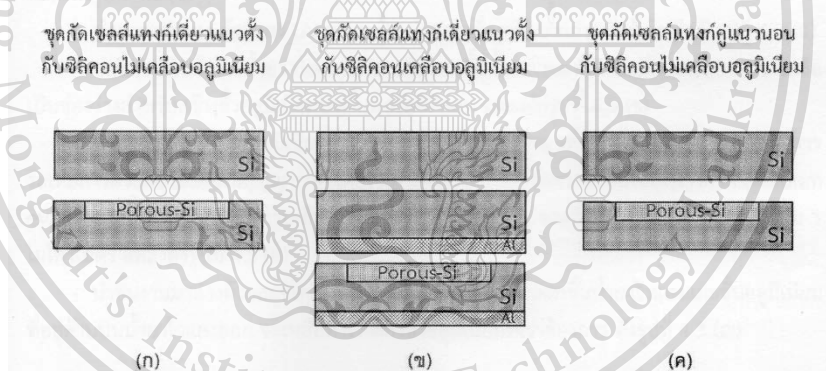 ชุดกัดเซลล์แทงก์เดี่ยวแนวตั้ง
กับซิลิคอนไม่เคลือบอลูมิเนียม
ชุดกัดเซลล์แทงก์เดี่ยวแนวตั้ง
กับซิลิคอนเคลือบอลูมิเนียม
ชุดกัดเซลล์แทงก์คู่แนวนอน
กับซิลิคอนไม่เคลือบอลูมิเนียม
Si
Porous-Si
Si
(ก)
Si
Si
Al
Porous-Si
Si
Al
(ข)
Si
Porous-Si
Si
(ค)